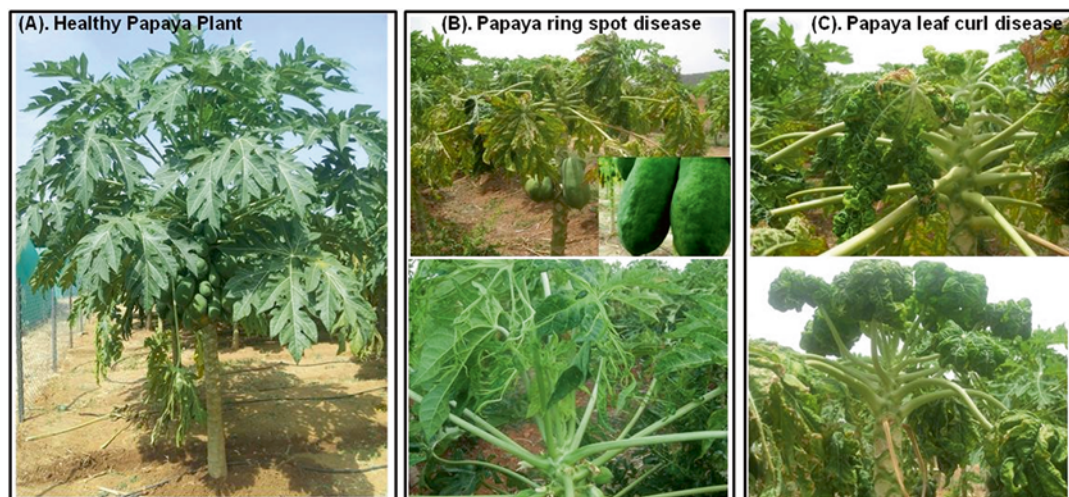 (A). Healthy Papaya Plant
(B). Papaya ring spot disease
(C). Papaya leaf curl disease